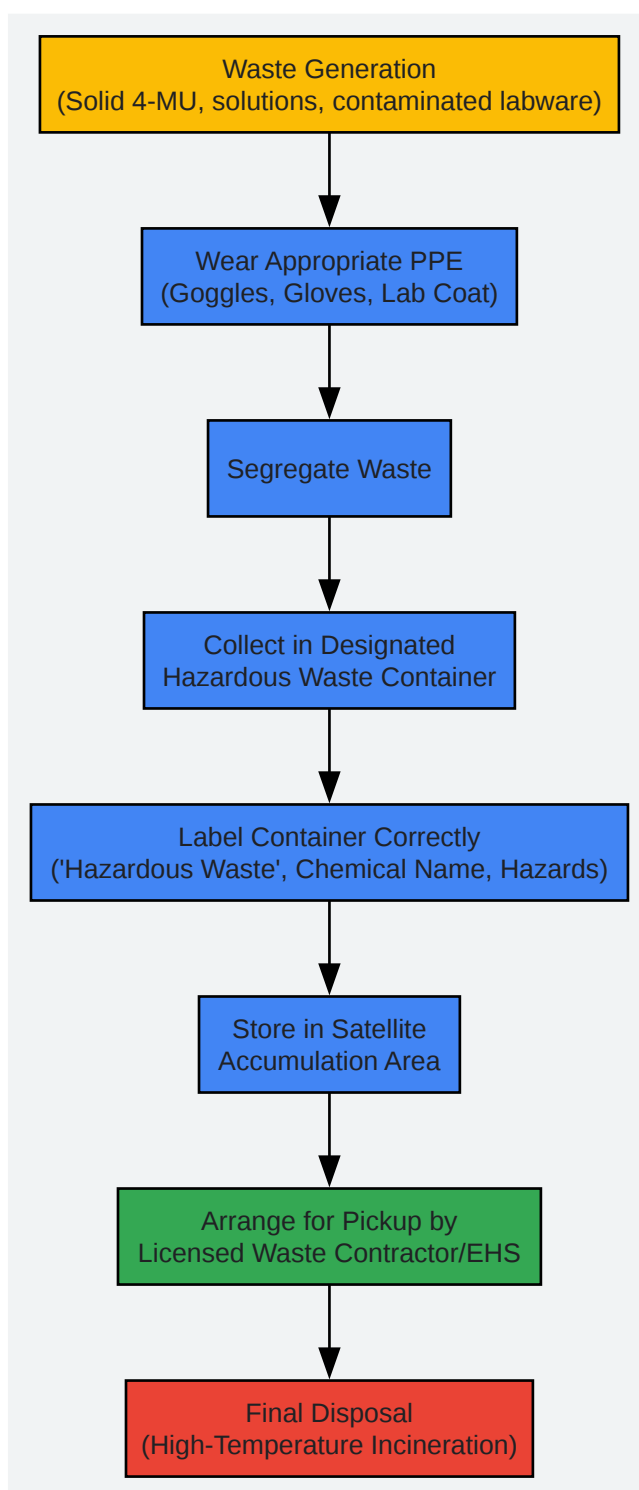 Waste Generation
(Solid 4-MU, solutions, contaminated labware)
Wear Appropriate PPE
(Goggles, Gloves, Lab Coat)
Segregate Waste
Collect in Designated
Hazardous Waste Container
Label Container Correctly
('Hazardous Waste', Chemical Name, Hazards)
Store in Satellite
Accumulation Area
Arrange for Pickup by
Licensed Waste Contractor/EHS
Final Disposal
(High-Temperature Incineration)